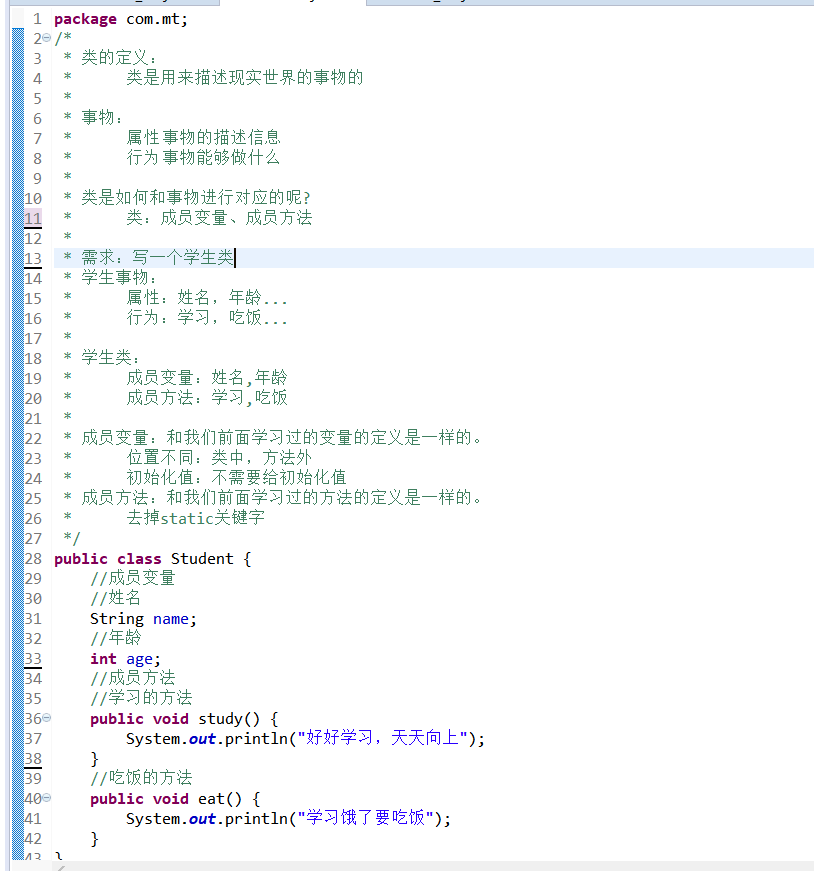 1 package com.mt;
2 /*
3 * 类的定义：
4 * 类是用来描述现实世界的事物的
5 *
6 * 事物：
7 * 属性 事物的描述信息
8 * 行为 事物能够做什么
9 *
10 * 类是如何和事物进行对应的呢?
11 * 类：成员变量、成员方法
12 *
13 * 需求：写一个学生类
14 * 学生事物：
15 * 属性：姓名，年龄...
16 * 行为：学习，吃饭...
17 *
18 * 学生类：
19 * 成员变量：姓名,年龄
20 * 成员方法：学习,吃饭
21 *
22 * 成员变量：和我们前面学习过的变量的定义是一样的。
23 * 位置不同：类中，方法外
24 * 初始化值：不需要给初始化值
25 * 成员方法：和我们前面学习过的方法的定义是一样的。
26 * 去掉static关键字
27 */
28 public class Student {
29 //成员变量
30 //姓名
31 String name;
32 //年龄
33 int age;
34 //成员方法
35 //学习的方法
36 public void study() {
37 System.out.println("好好学习，天天向上");
38 }
39 //吃饭的方法
40 public void eat() {
41 System.out.println("学习饿了要吃饭");
42 }
43 }